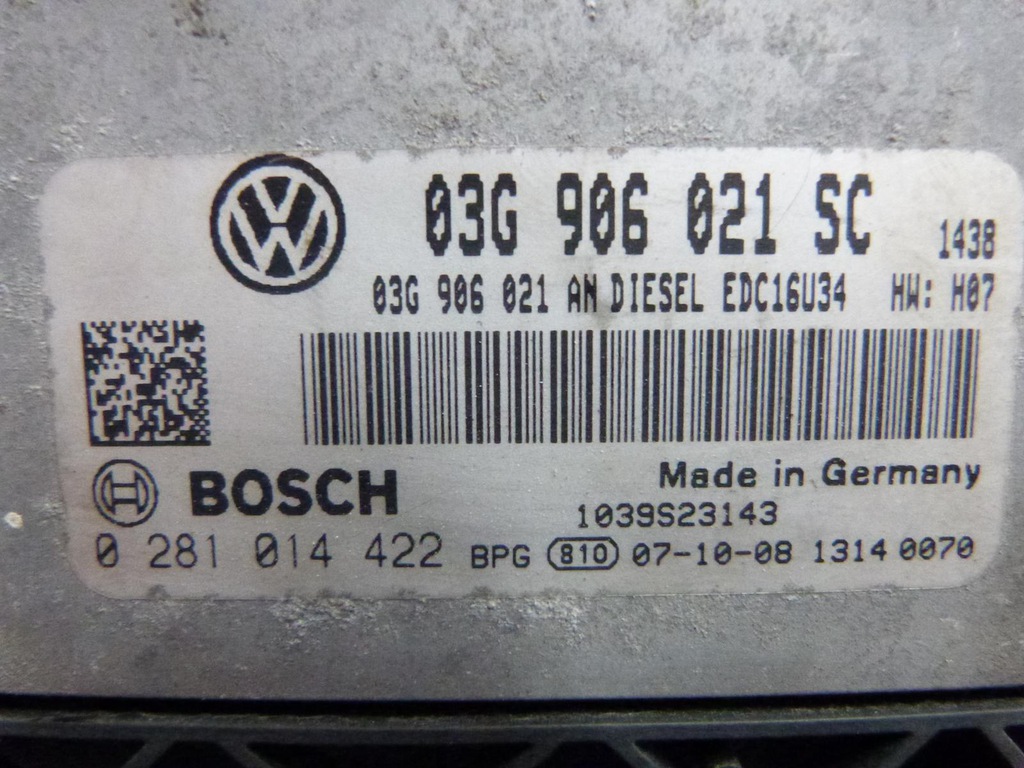 03G 906 021 SC 1438
03G 906 021 AN DIESEL EDC16U34 HW: H07
BOSCH
Made in Germany
1039S23143
0 281 014 422 BPG 810 07-10-08 1314 0070